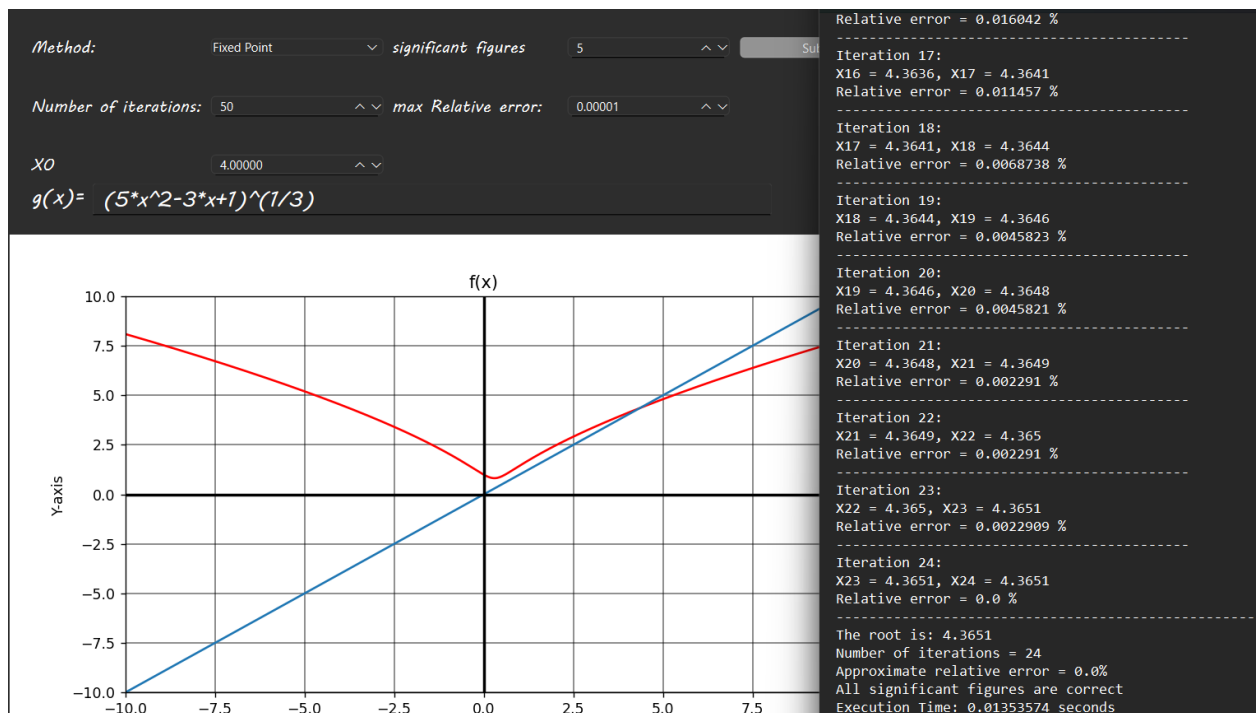 Method: Fixed Point significant figures 5
Number of iterations: 50 max Relative error: 0.00001
X0 4.00000
g(x)= (5*x^2-3*x+1)^(1/3)
f(x)
10.0
7.5
5.0
2.5
0.0
−2.5
−5.0
−7.5
−10.0
Y-axis
−10.0 −7.5 −5.0 −2.5 0.0 2.5 5.0 7.5
Relative error = 0.016042 %
-------------------------------------------
Iteration 17:
X16 = 4.3636, X17 = 4.3641
Relative error = 0.011457 %
-------------------------------------------
Iteration 18:
X17 = 4.3641, X18 = 4.3644
Relative error = 0.0068738 %
-------------------------------------------
Iteration 19:
X18 = 4.3644, X19 = 4.3646
Relative error = 0.0045823 %
-------------------------------------------
Iteration 20:
X19 = 4.3646, X20 = 4.3648
Relative error = 0.0045821 %
-------------------------------------------
Iteration 21:
X20 = 4.3648, X21 = 4.3649
Relative error = 0.002291 %
-------------------------------------------
Iteration 22:
X21 = 4.3649, X22 = 4.365
Relative error = 0.002291 %
-------------------------------------------
Iteration 23:
X22 = 4.365, X23 = 4.3651
Relative error = 0.0022909 %
-------------------------------------------
Iteration 24:
X23 = 4.3651, X24 = 4.3651
Relative error = 0.0 %
---------------------------------------------------
The root is: 4.3651
Number of iterations = 24
Approximate relative error = 0.0%
All significant figures are correct
Execution Time: 0.01353574 seconds